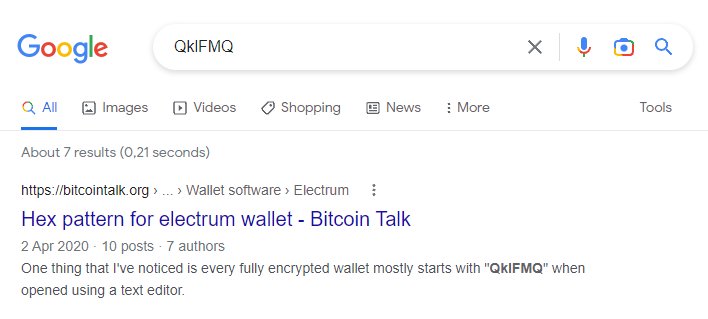 Google
QklFMQ
All Images Videos Shopping News More Tools
About 7 results (0,21 seconds)
https://bitcointalk.org › ... › Wallet software › Electrum
Hex pattern for electrum wallet - Bitcoin Talk
2 Apr 2020 · 10 posts · 7 authors
One thing that I've noticed is every fully encrypted wallet mostly starts with "QklFMQ" when
opened using a text editor.